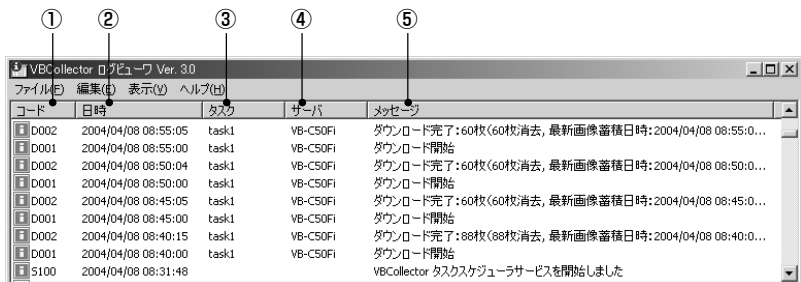 ① ② ③ ④ ⑤
VBCollector ログビューワ Ver. 3.0
ファイル(F) 編集(E) 表示(V) ヘルプ(H)
コード 日時 タスク サーバ メッセージ
D002 2004/04/08 08:55:05 task1 VB-C50Fi ダウンロード完了:60枚(60枚消去, 最新画像蓄積日時:2004/04/08 08:55:0...
D001 2004/04/08 08:55:00 task1 VB-C50Fi ダウンロード開始
D002 2004/04/08 08:50:04 task1 VB-C50Fi ダウンロード完了:60枚(60枚消去, 最新画像蓄積日時:2004/04/08 08:50:0...
D001 2004/04/08 08:50:00 task1 VB-C50Fi ダウンロード開始
D002 2004/04/08 08:45:05 task1 VB-C50Fi ダウンロード完了:60枚(60枚消去, 最新画像蓄積日時:2004/04/08 08:45:0...
D001 2004/04/08 08:45:00 task1 VB-C50Fi ダウンロード開始
D002 2004/04/08 08:40:15 task1 VB-C50Fi ダウンロード完了:88枚(88枚消去, 最新画像蓄積日時:2004/04/08 08:40:0...
D001 2004/04/08 08:40:00 task1 VB-C50Fi ダウンロード開始
S100 2004/04/08 08:31:48 VBCollector タスクスケジューラサービスを開始しました